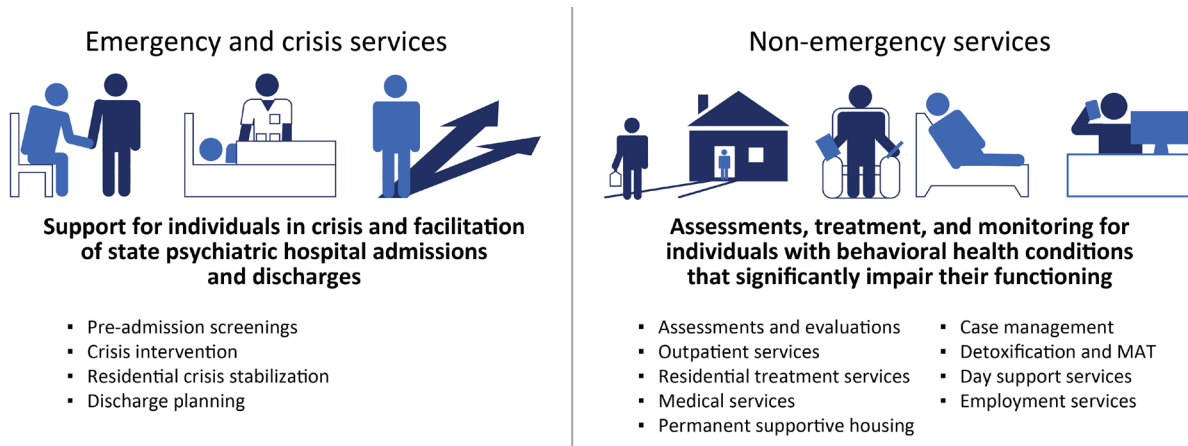 Emergency and crisis services
Support for individuals in crisis and facilitation
of state psychiatric hospital admissions
and discharges
▪ Pre-admission screenings
▪ Crisis intervention
▪ Residential crisis stabilization
▪ Discharge planning
Non-emergency services
Assessments, treatment, and monitoring for
individuals with behavioral health conditions
that significantly impair their functioning
▪ Assessments and evaluations
▪ Outpatient services
▪ Residential treatment services
▪ Medical services
▪ Permanent supportive housing
▪ Case management
▪ Detoxification and MAT
▪ Day support services
▪ Employment services